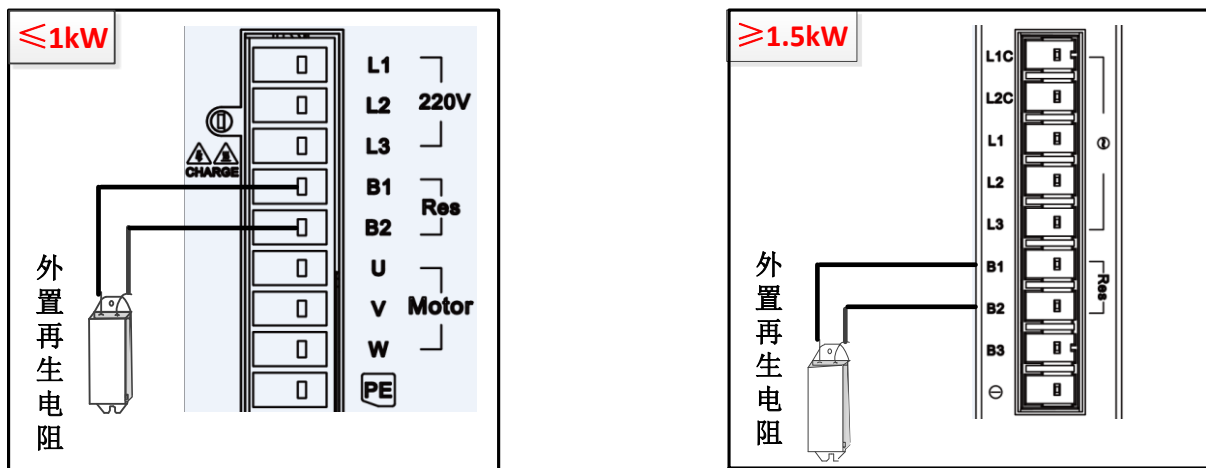 ≤1kW
L1
L2
220V
L3
CHARGE
B1
Res
B2
U
V
Motor
W
PE
外置再生电阻
≥1.5kW
L1C
L2C
L1
L2
L3
B1
Res
B2
B3
⊖
外置再生电阻